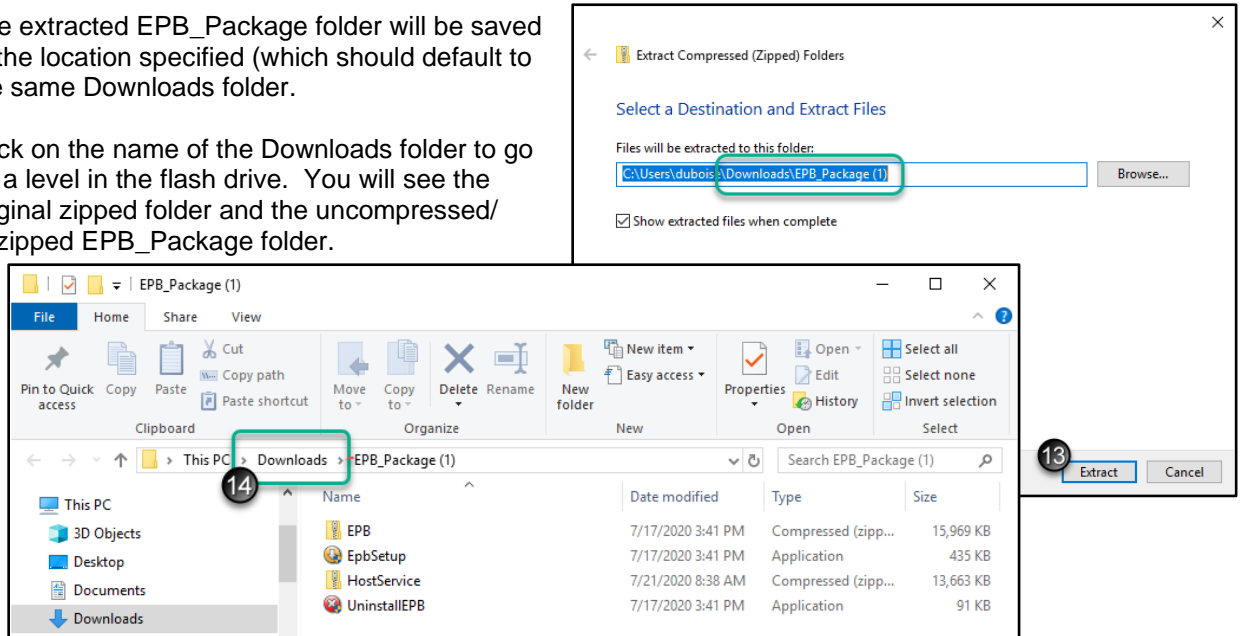 e extracted EPB_Package folder will be saved
the location specified (which should default to
e same Downloads folder.
ck on the name of the Downloads folder to go
a level in the flash drive. You will see the
ginal zipped folder and the uncompressed/
zipped EPB_Package folder.
Extract Compressed (Zipped) Folders
Select a Destination and Extract Files
Files will be extracted to this folder:
C:\Users\dubois\Downloads\EPB_Package (1)
Browse...
Show extracted files when complete
13
Extract Cancel
EPB_Package (1)
File Home Share View
Pin to Quick access
Copy
Paste
Cut
Copy path
Paste shortcut
Clipboard
Move to
Copy to
Delete
Rename
Organize
New folder
New item
Easy access
New
Properties
Open
Edit
History
Open
Select all
Select none
Invert selection
Select
This PC > Downloads > EPB_Package (1)
Search EPB_Package (1)
14
This PC
3D Objects
Desktop
Documents
Downloads
Name Date modified Type Size
EPB 7/17/2020 3:41 PM Compressed (zipp... 15,969 KB
EpbSetup 7/17/2020 3:41 PM Application 435 KB
HostService 7/21/2020 8:38 AM Compressed (zipp... 13,663 KB
UninstallEPB 7/17/2020 3:41 PM Application 91 KB